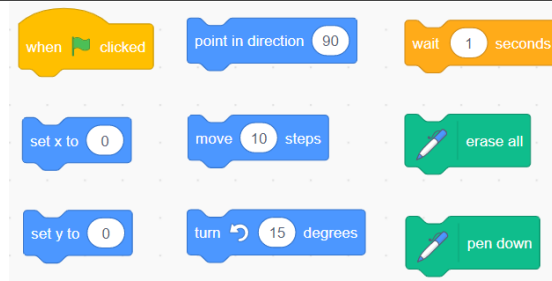 when clicked
point in direction 90
wait 1 seconds
set x to 0
move 10 steps
erase all
set y to 0
turn 15 degrees
pen down